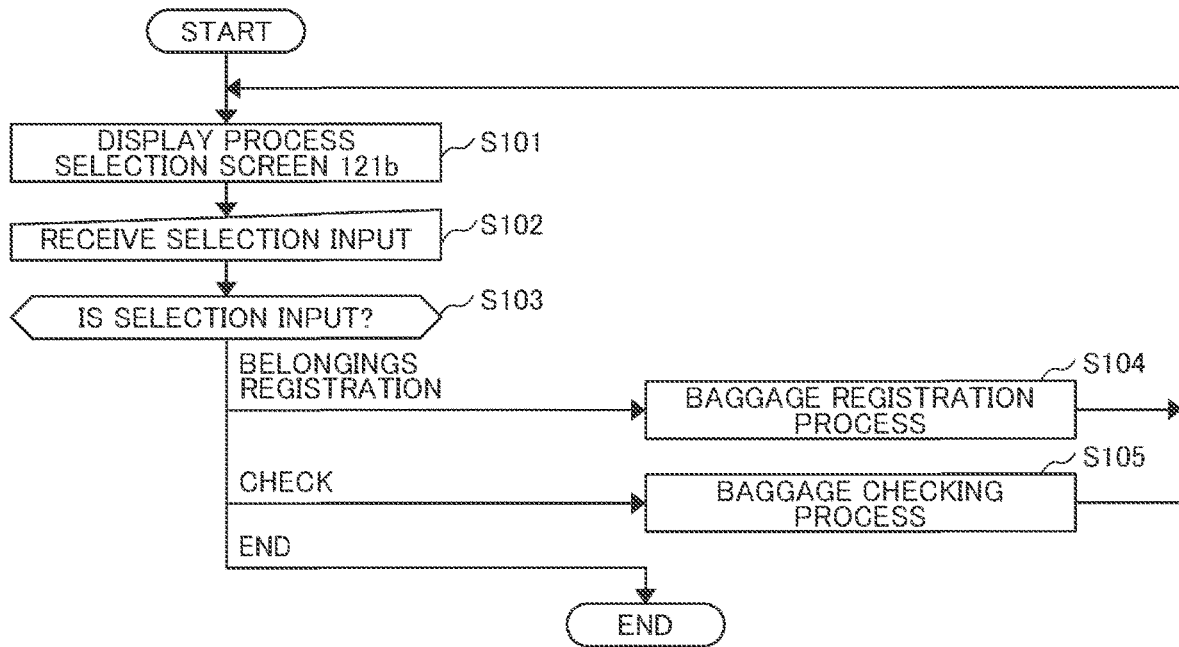 START
DISPLAY PROCESS
SELECTION SCREEN 121b
S101
RECEIVE SELECTION INPUT
S102
IS SELECTION INPUT?
S103
BELONGINGS
REGISTRATION
BAGGAGE REGISTRATION
PROCESS
S104
CHECK
BAGGAGE CHECKING
PROCESS
S105
END
END